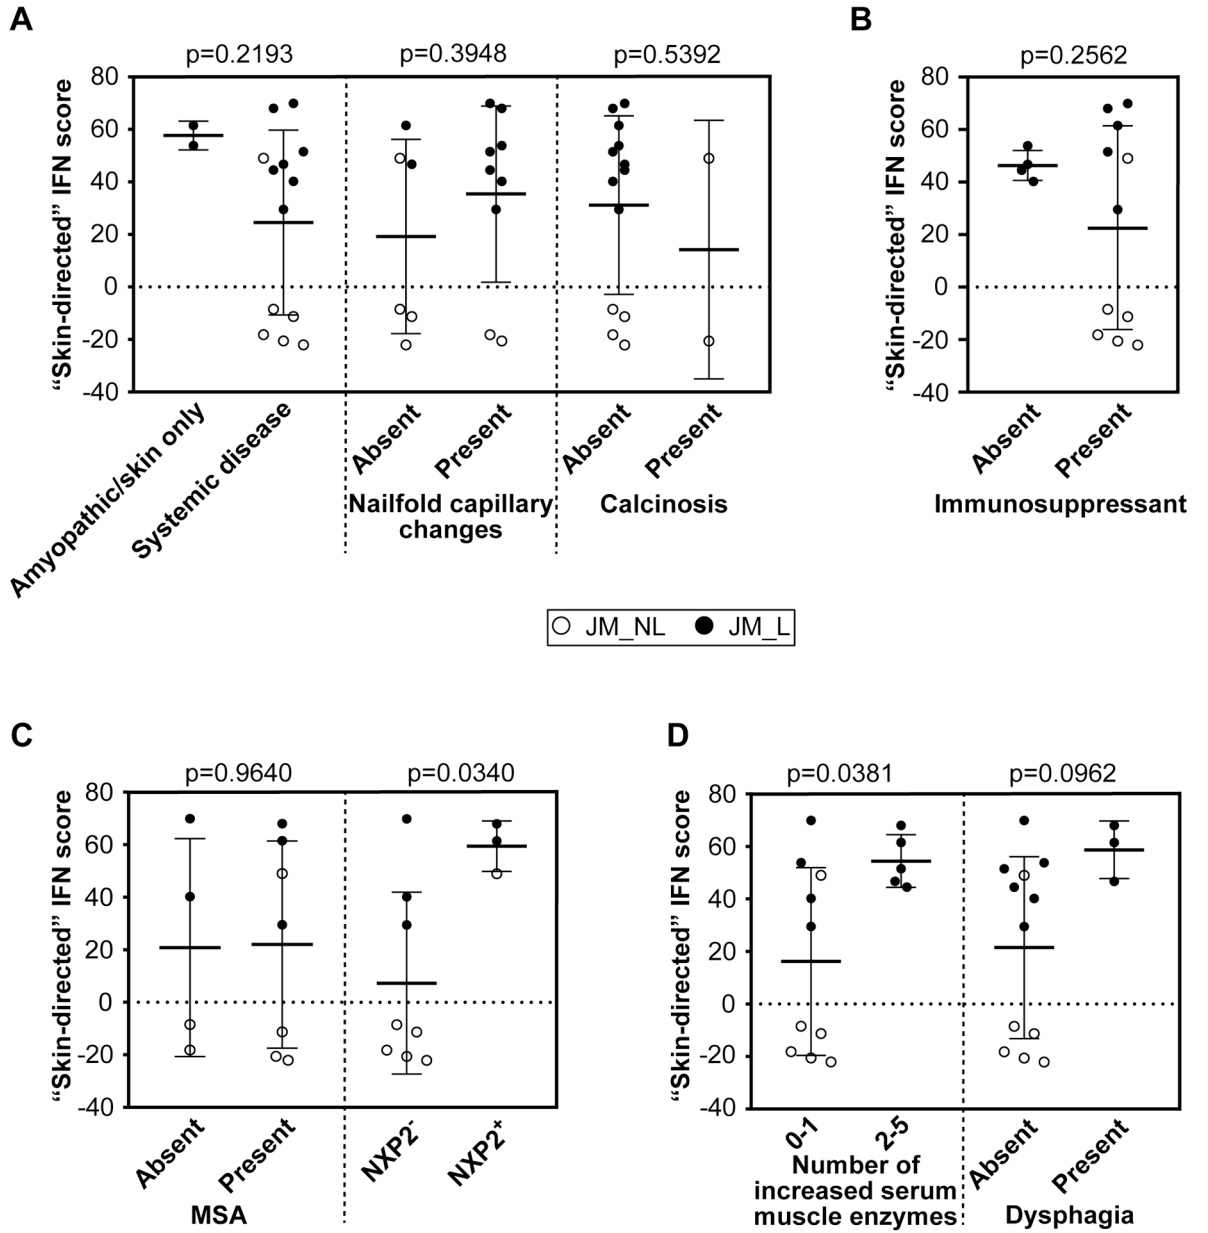 A
p=0.2193
p=0.3948
p=0.5392
“Skin-directed” IFN score
80
60
40
20
0
-20
-40
Amyopathic/skin only
Systemic disease
Absent
Present
Nailfold capillary
changes
Absent
Present
Calcinosis
B
p=0.2562
“Skin-directed” IFN score
80
60
40
20
0
-20
-40
Absent
Present
Immunosuppressant
JM_NL
JM_L
C
p=0.9640
p=0.0340
“Skin-directed” IFN score
80
60
40
20
0
-20
-40
Absent
Present
MSA
NXP2⁻
NXP2⁺
D
p=0.0381
p=0.0962
“Skin-directed” IFN score
80
60
40
20
0
-20
-40
0-1
2-5
Number of
increased serum
muscle enzymes
Absent
Present
Dysphagia